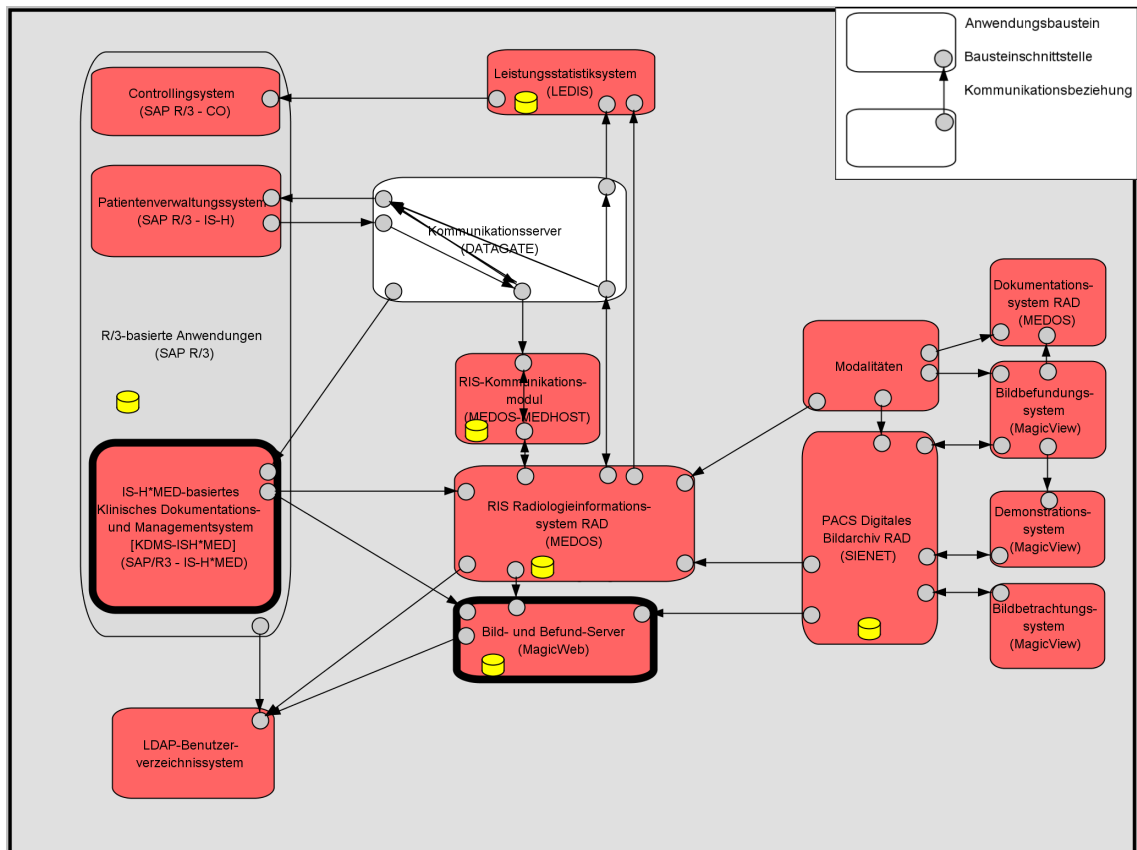 Anwendungsbaustein
Bausteinschnittstelle
Kommunikationsbeziehung
Controllingsystem
(SAP R/3 - CO)
Leistungsstatistiksystem
(LEDIS)
Patientenverwaltungssystem
(SAP R/3 - IS-H)
Kommunikationsserver
(DATAGATE)
R/3-basierte Anwendungen
(SAP R/3)
RIS-Kommunikations-
modul
(MEDOS-MEDHOST)
Modalitäten
Dokumentations-
system RAD
(MEDOS)
Bildbefundungs-
system
(MagicView)
IS-H*MED-basiertes
Klinisches Dokumentations-
und Managementsystem
[KDMS-ISH*MED]
(SAP/R3 - IS-H*MED)
RIS Radiologieinformations-
system RAD
(MEDOS)
PACS Digitales
Bildarchiv RAD
(SIENET)
Demonstrations-
system
(MagicView)
Bildbetrachtungs-
system
(MagicView)
Bild- und Befund-Server
(MagicWeb)
LDAP-Benutzer-
verzeichnissystem